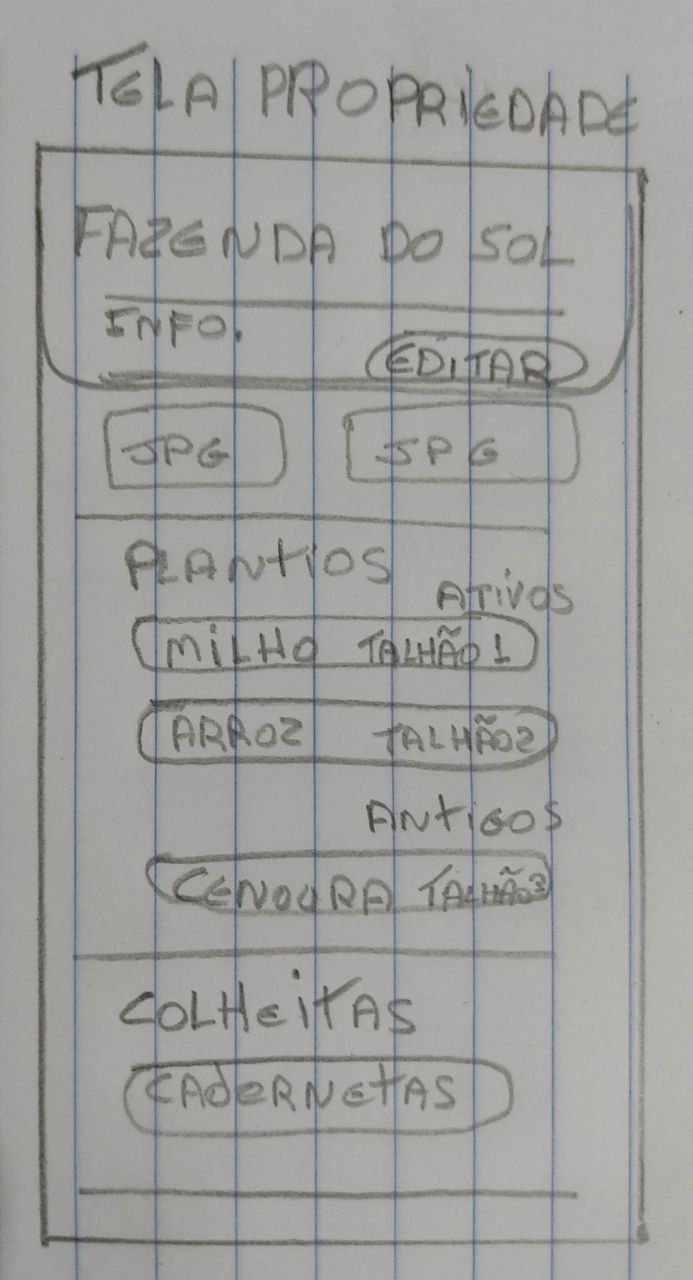 TELA PROPRIEDADE
FAZENDA DO SOL
INFO.
EDITAR
JPG JPG
PLANTIOS
ATIVOS
MILHO TALHÃO 1
ARROZ TALHÃO 2
ANTIGOS
CENOURA TALHÃO 3
COLHEITAS
CADERNETAS